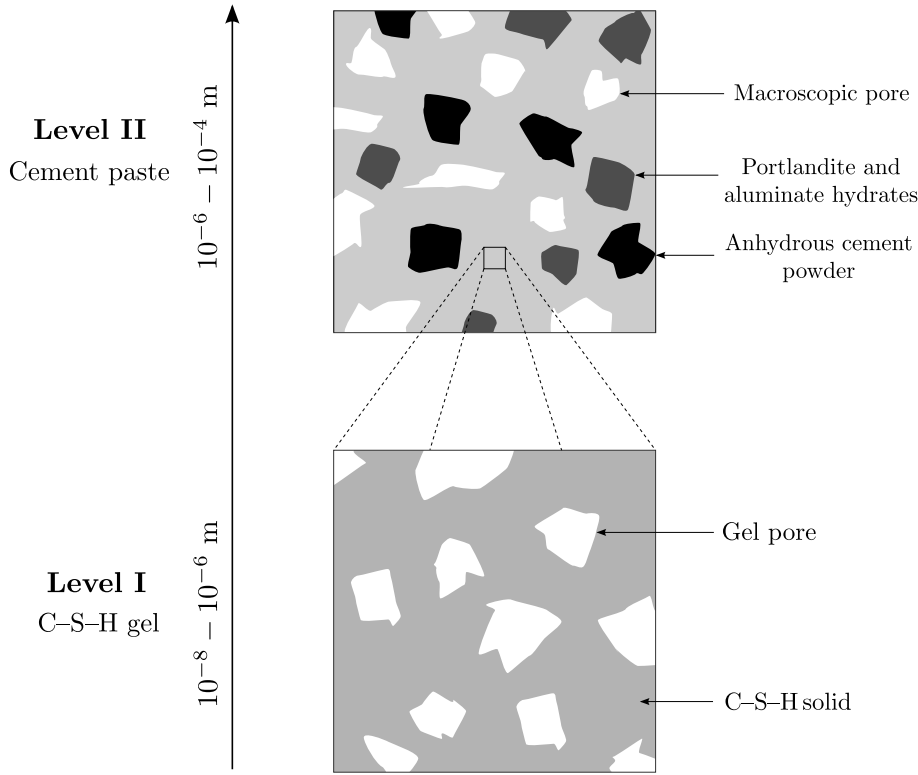 Level II
Cement paste
10⁻⁶ − 10⁻⁴ m
Macroscopic pore
Portlandite and
aluminate hydrates
Anhydrous cement
powder
Level I
C–S–H gel
10⁻⁸ − 10⁻⁶ m
Gel pore
C–S–H solid